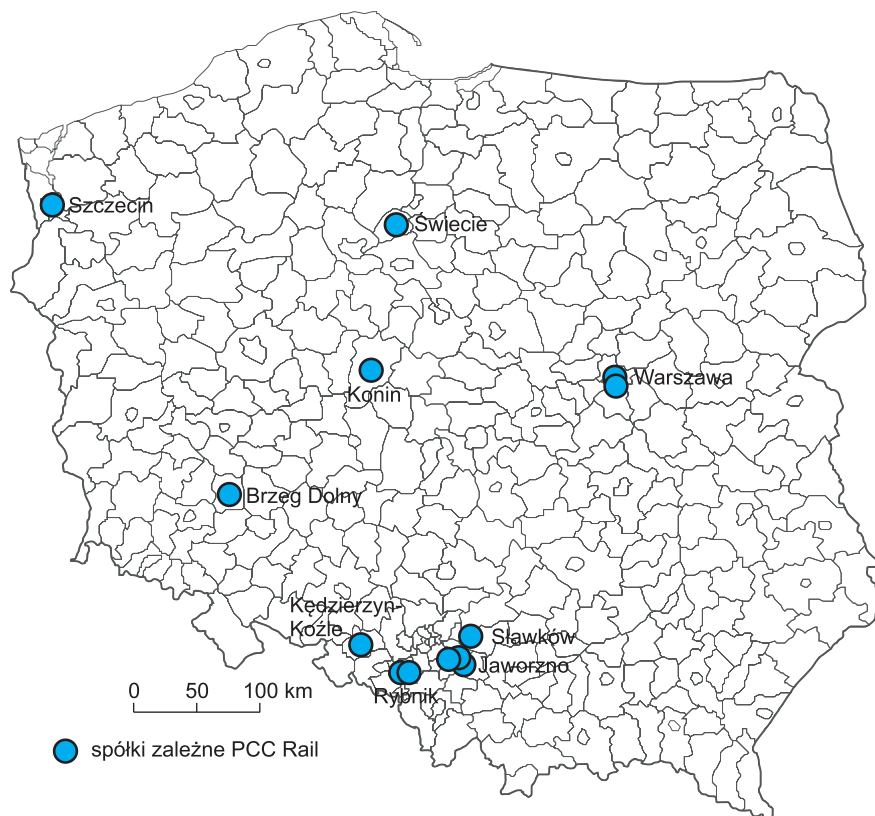 Szczecin
Świecie
Warszawa
Konin
Brzeg Dolny
Kędzierzyn-
Koźle
Sławków
Jaworzno
Rybnik
0 50 100 km
spółki zależne PCC Rail